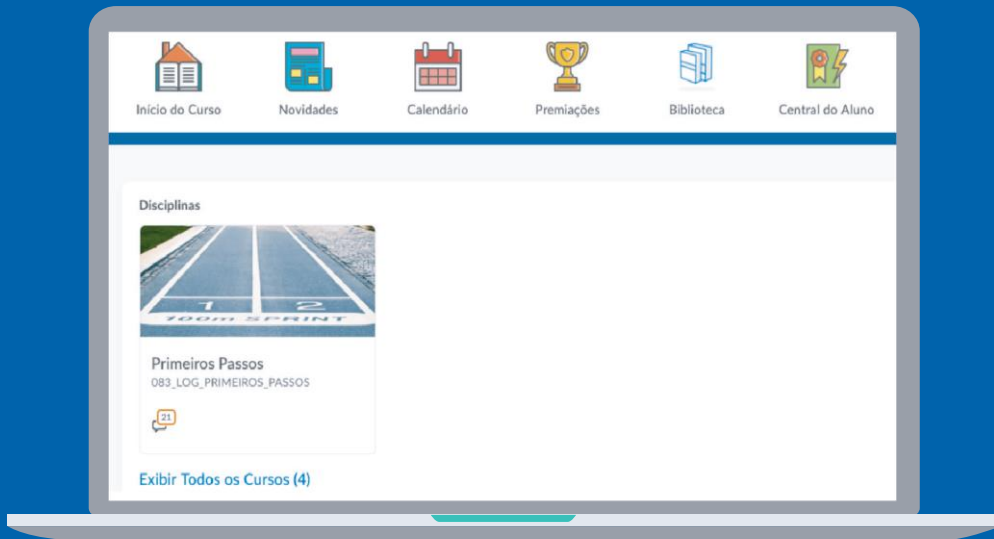 Início do Curso
Novidades
Calendário
Premiações
Biblioteca
Central do Aluno
Disciplinas
1 2
100m SPRINT
Primeiros Passos
083_LOG_PRIMEIROS_PASSOS
21
Exibir Todos os Cursos (4)